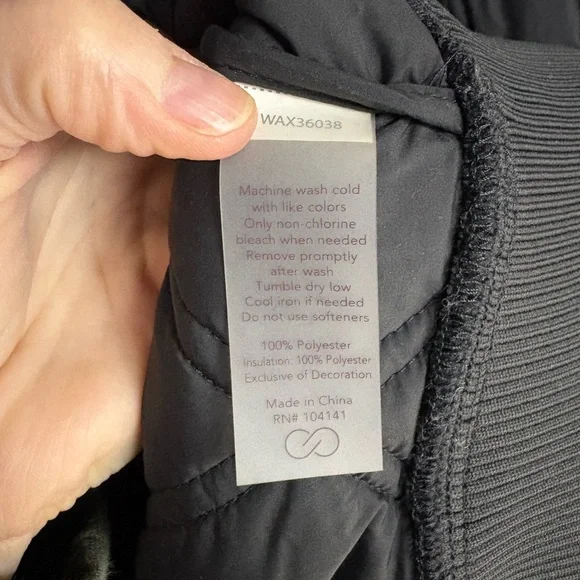 WAX36038
Machine wash cold
with like colors
Only non-chlorine
bleach when needed
Remove promptly
after wash
Tumble dry low
Cool iron if needed
Do not use softeners
100% Polyester
Insulation: 100% Polyester
Exclusive of Decoration
Made in China
RN# 104141